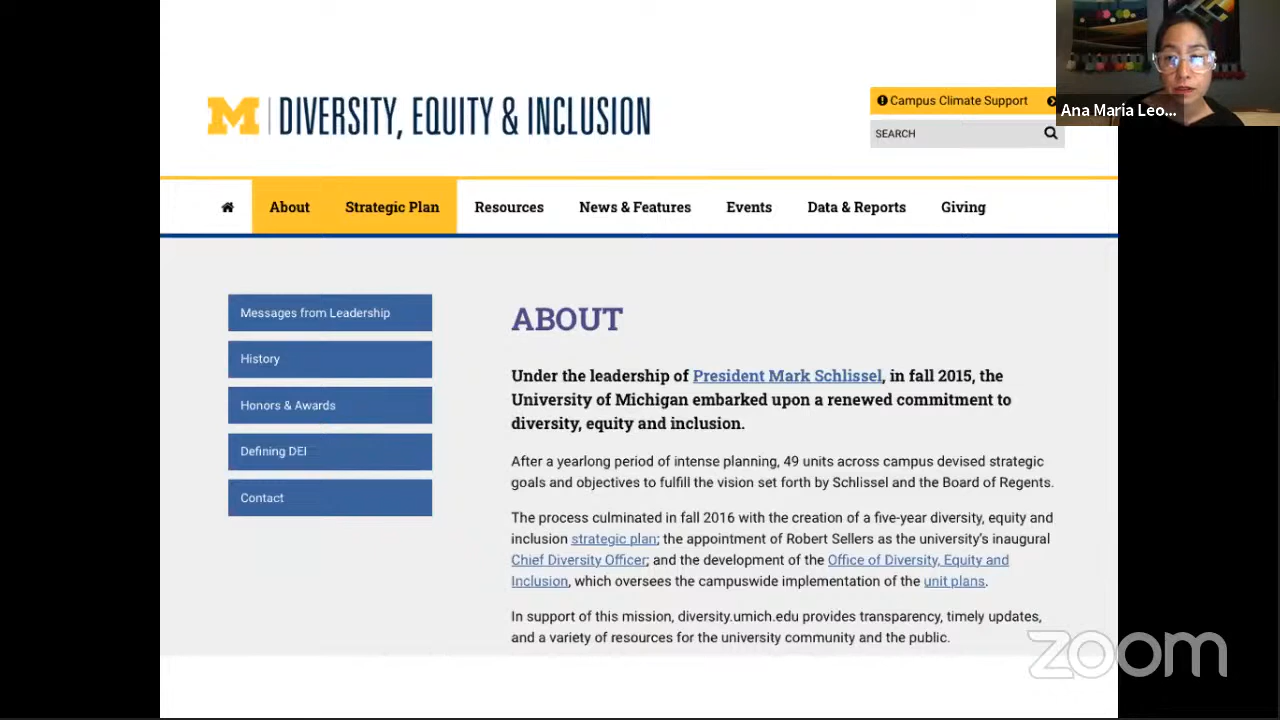 M DIVERSITY, EQUITY & INCLUSION
Campus Climate Support
SEARCH
Ana Maria Leo...
About Strategic Plan Resources News & Features Events Data & Reports Giving
Messages from Leadership
History
Honors & Awards
Defining DEI
Contact
ABOUT
Under the leadership of President Mark Schlissel, in fall 2015, the
University of Michigan embarked upon a renewed commitment to
diversity, equity and inclusion.
After a yearlong period of intense planning, 49 units across campus devised strategic
goals and objectives to fulfill the vision set forth by Schlissel and the Board of Regents.
The process culminated in fall 2016 with the creation of a five-year diversity, equity and
inclusion strategic plan; the appointment of Robert Sellers as the university's inaugural
Chief Diversity Officer; and the development of the Office of Diversity, Equity and
Inclusion, which oversees the campuswide implementation of the unit plans.
In support of this mission, diversity.umich.edu provides transparency, timely updates,
and a variety of resources for the university community and the public.
zoom